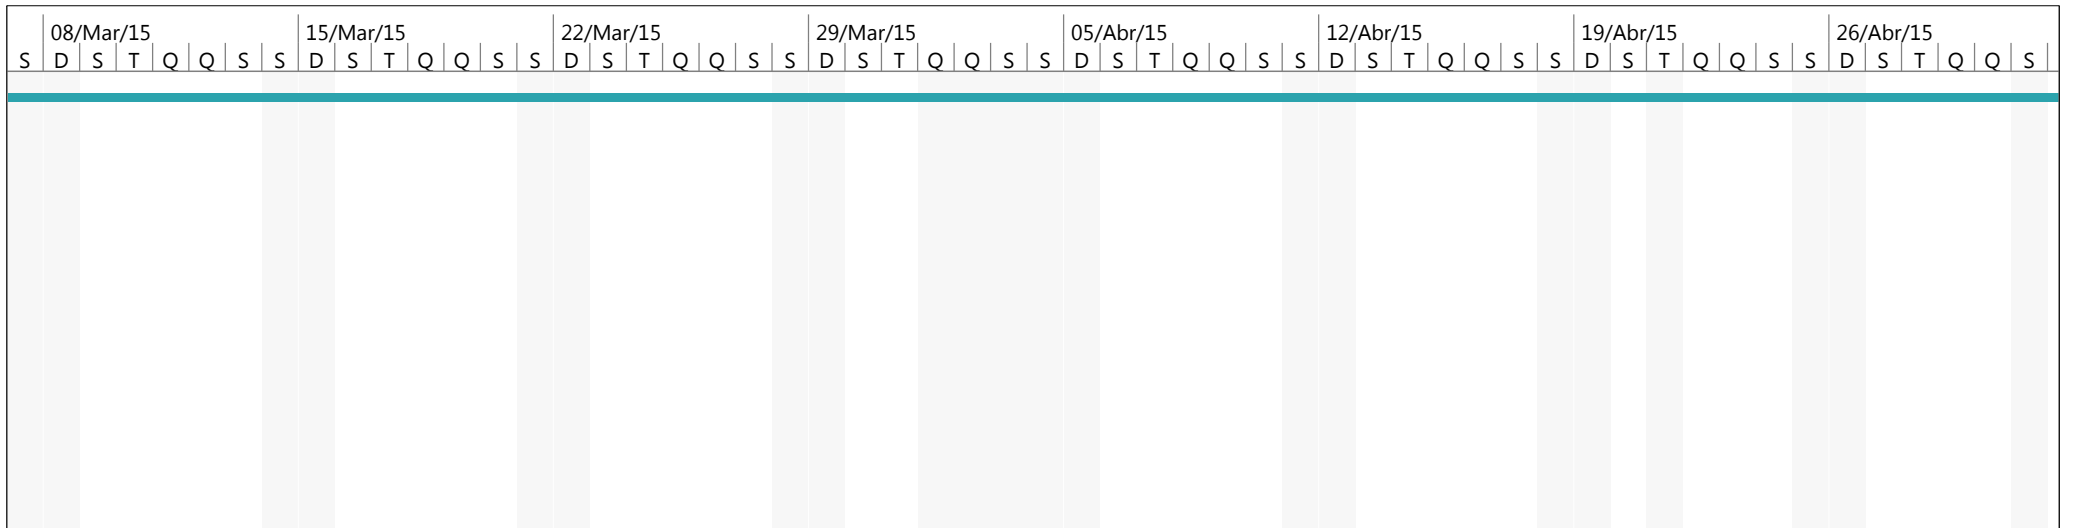 08/Mar/15 15/Mar/15 22/Mar/15 29/Mar/15 05/Abr/15 12/Abr/15 19/Abr/15 26/Abr/15
S D S T Q Q S S D S T Q Q S S D S T Q Q S S D S T Q Q S S D S T Q Q S S D S T Q Q S S D S T Q Q S S D S T Q Q S